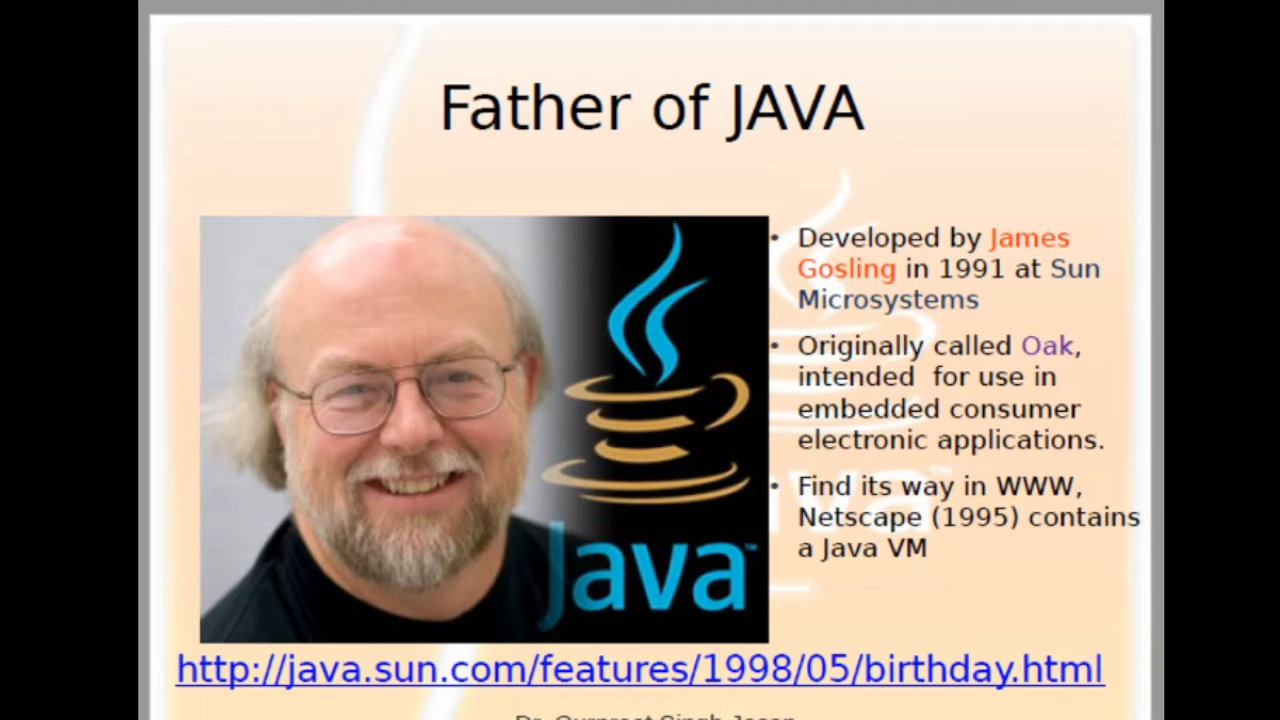 Father of JAVA
• Developed by James
Gosling in 1991 at Sun
Microsystems
• Originally called Oak,
intended for use in
embedded consumer
electronic applications.
• Find its way in WWW,
Netscape (1995) contains
a Java VM
Java™
http://java.sun.com/features/1998/05/birthday.html